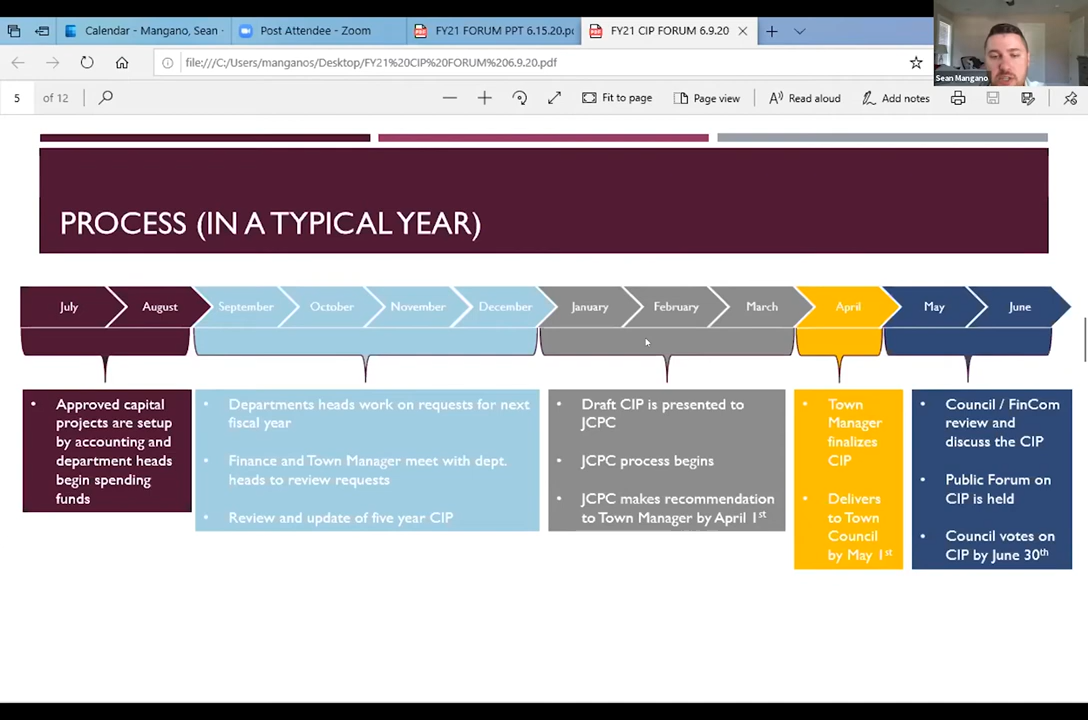 Calendar - Mangano, Sean -
Post Attendee - Zoom
FY21 FORUM PPT 6.15.20.p
FY21 CIP FORUM 6.9.20
file:///C:/Users/manganos/Desktop/FY21%20CIP%20FORUM%206.9.20.pdf
Sean Mangano
5 of 12
Fit to page
Page view
Read aloud
Add notes
PROCESS (IN A TYPICAL YEAR)
July August September October November December January February March April May June
• Approved capital
projects are setup
by accounting and
department heads
begin spending
funds
• Departments heads work on requests for next
fiscal year
• Finance and Town Manager meet with dept.
heads to review requests
• Review and update of five year CIP
• Draft CIP is presented to
JCPC
• JCPC process begins
• JCPC makes recommendation
to Town Manager by April 1st
• Town
Manager
finalizes
CIP
• Delivers
to Town
Council
by May 1st
• Council / FinCom
review and
discuss the CIP
• Public Forum on
CIP is held
• Council votes on
CIP by June 30th